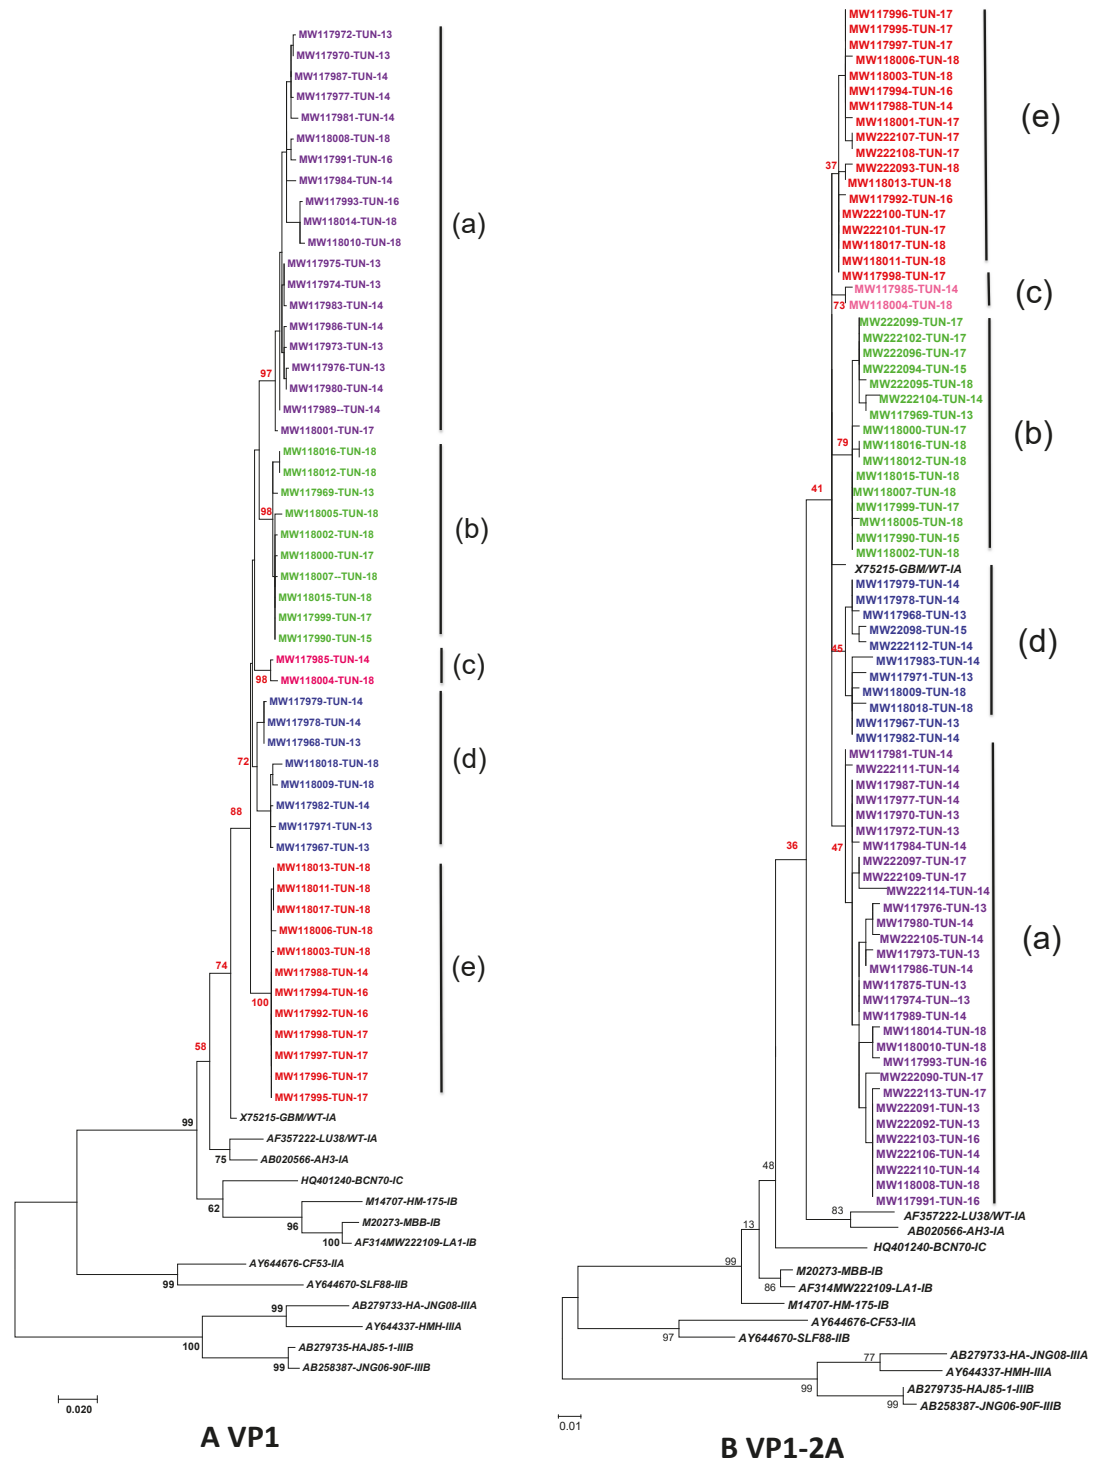 MW117972-TUN-13
MW117970-TUN-13
MW117987-TUN-14
MW117977-TUN-14
MW117981-TUN-14
MW118008-TUN-18
MW117991-TUN-16
MW117984-TUN-14
MW117993-TUN-16
MW118014-TUN-18
(a)
MW118010-TUN-18
MW117975-TUN-13
MW117974-TUN-13
MW117983-TUN-14
MW117986-TUN-14
MW117973-TUN-13
MW117976-TUN-13
97
MW117980-TUN-14
MW117989--TUN-14
MW118001-TUN-17
MW118016-TUN-18
MW118012-TUN-18
MW117969-TUN-13
98
MW118005-TUN-18
(b)
MW118002-TUN-18
MW118000-TUN-17
MW118007--TUN-18
MW118015-TUN-18
MW117999-TUN-17
MW117990-TUN-15
MW117985-TUN-14
(c)
98
MW118004-TUN-18
MW117979-TUN-14
MW117978-TUN-14
MW117968-TUN-13
72
MW118018-TUN-18
(d)
MW118009-TUN-18
88
MW117982-TUN-14
MW117971-TUN-13
MW117967-TUN-13
MW118013-TUN-18
MW118011-TUN-18
MW118017-TUN-18
MW118006-TUN-18
MW118003-TUN-18
74
MW117988-TUN-14
(e)
MW117994-TUN-16
100
MW117992-TUN-16
MW117998-TUN-17
58
MW117997-TUN-17
MW117996-TUN-17
MW117995-TUN-17
99
X75215-GBM/WT-IA
AF357222-LU38/WT-IA
75
AB020566-AH3-IA
HQ401240-BCN70-IC
62
M14707-HM-175-IB
96
M20273-MBB-IB
100
AF314MW222109-LA1-IB
AY644676-CF53-IIA
99
AY644670-SLF88-IIB
99
AB279733-HA-JNG08-IIIA
AY644337-HMH-IIIA
100
AB279735-HAJ85-1-IIIB
99
AB258387-JNG06-90F-IIIB
0.020
A VP1
MW117996-TUN-17
MW117995-TUN-17
MW117997-TUN-17
MW118006-TUN-18
MW118003-TUN-18
MW117994-TUN-16
MW117988-TUN-14
(e)
MW118001-TUN-17
MW222107-TUN-17
MW222108-TUN-17
37
MW222093-TUN-18
MW118013-TUN-18
MW117992-TUN-16
MW222100-TUN-17
MW222101-TUN-17
MW118017-TUN-18
MW118011-TUN-18
MW117998-TUN-17
MW117985-TUN-14
(c)
73
MW118004-TUN-18
MW222099-TUN-17
MW222102-TUN-17
MW222096-TUN-17
MW222094-TUN-15
MW222095-TUN-18
MW222104-TUN-14
MW117969-TUN-13
MW118000-TUN-17
(b)
79
MW118016-TUN-18
MW118012-TUN-18
MW118015-TUN-18
41
MW118007-TUN-18
MW117999-TUN-17
MW118005-TUN-18
MW117990-TUN-15
MW118002-TUN-18
X75215-GBM/WT-IA
MW117979-TUN-14
MW117978-TUN-14
MW117968-TUN-13
MW22098-TUN-15
(d)
45
MW222112-TUN-14
MW117983-TUN-14
MW117971-TUN-13
MW118009-TUN-18
MW118018-TUN-18
MW117967-TUN-13
MW117982-TUN-14
MW117981-TUN-14
MW222111-TUN-14
MW117987-TUN-14
MW117977-TUN-14
MW117970-TUN-13
MW117972-TUN-13
36
47
MW117984-TUN-14
MW222097-TUN-17
MW222109-TUN-17
MW222114-TUN-14
MW117976-TUN-13
MW17980-TUN-14
MW222105-TUN-14
(a)
MW117973-TUN-13
MW117986-TUN-14
MW117875-TUN-13
MW117974-TUN--13
MW117989-TUN-14
MW118014-TUN-18
MW1180010-TUN-18
MW117993-TUN-16
MW222090-TUN-17
MW222113-TUN-17
MW222091-TUN-13
MW222092-TUN-13
MW222103-TUN-16
MW222106-TUN-14
48
MW222110-TUN-14
MW118008-TUN-18
MW117991-TUN-16
83
AF357222-LU38/WT-IA
13
AB020566-AH3-IA
HQ401240-BCN70-IC
99
M20273-MBB-IB
86
AF314MW222109-LA1-IB
M14707-HM-175-IB
AY644676-CF53-IIA
97
AY644670-SLF88-IIB
77
AB279733-HA-JNG08-IIIA
AY644337-HMH-IIIA
99
AB279735-HAJ85-1-IIIB
99
AB258387-JNG06-90F-IIIB
0.01
B VP1-2A